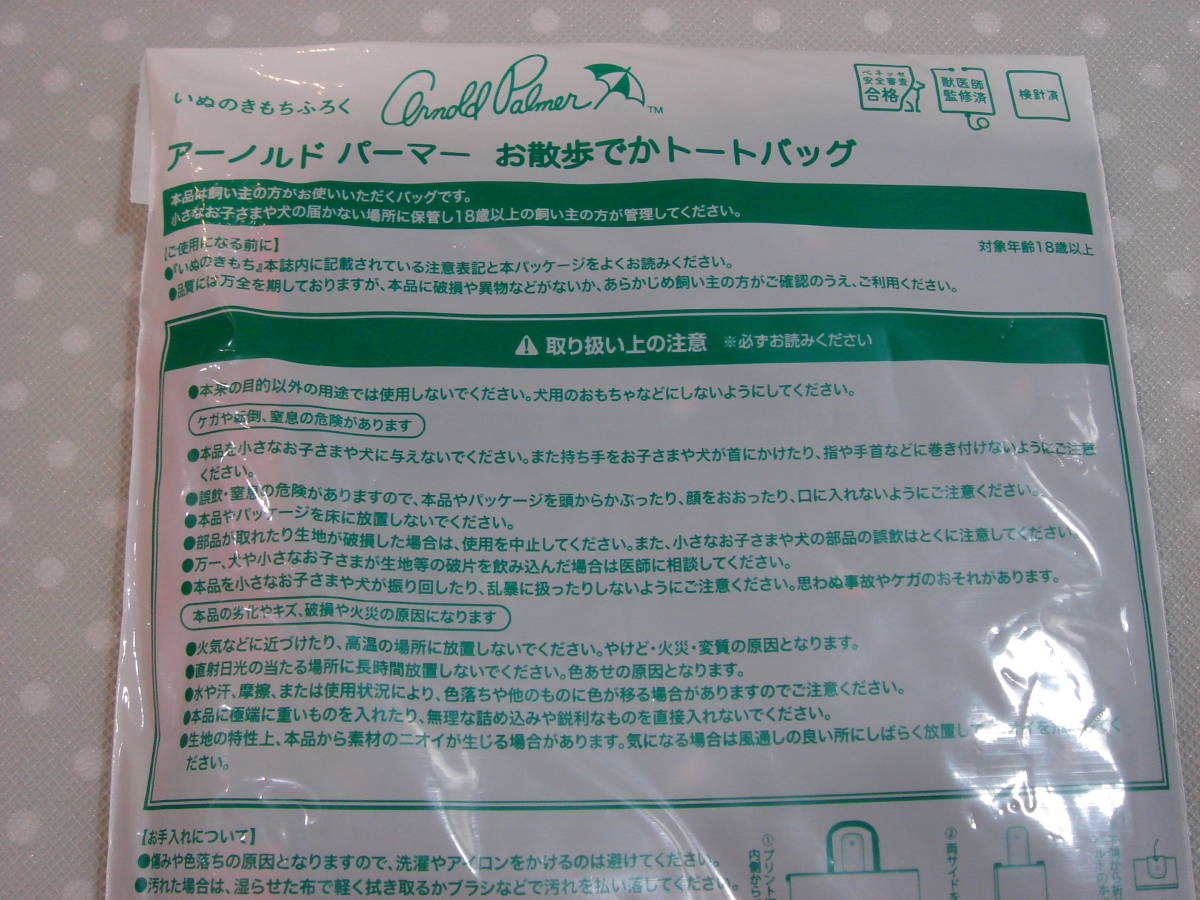 いぬのきもちふろく
Arnold Palmer TM
ベネッセ
安全審査
合格
獣医師
監修済
検針済
アーノルド パーマー お散歩でかトートバッグ
本品は飼い主の方がお使いいただくバッグです。
小さなお子さまや犬の届かない場所に保管し18歳以上の飼い主の方が管理してください。
対象年齢18歳以上
【ご使用になる前に】
●『いぬのきもち』本誌内に記載されている注意表記と本パッケージをよくお読みください。
●品質には万全を期しておりますが、本品に破損や異物などがないか、あらかじめ飼い主の方がご確認のうえ、ご利用ください。
⚠取り扱い上の注意 ※必ずお読みください
●本来の目的以外の用途では使用しないでください。犬用のおもちゃなどにしないようにしてください。
ケガや転倒、窒息の危険があります
●本品を小さなお子さまや犬に与えないでください。また持ち手をお子さまや犬が首にかけたり、指や手首などに巻き付けないようにご注意
ください。
●誤飲・窒息の危険がありますので、本品やパッケージを頭からかぶったり、顔をおおったり、口に入れないようにご注意ください。
●本品やパッケージを床に放置しないでください。
●部品が取れたり生地が破損した場合は、使用を中止してください。また、小さなお子さまや犬の部品の誤飲はとくに注意してください。
●万一、犬や小さなお子さまが生地等の破片を飲み込んだ場合は医師に相談してください。
●本品を小さなお子さまや犬が振り回したり、乱暴に扱ったりしないようにご注意ください。思わぬ事故やケガのおそれがあります。
本品の劣化やキズ、破損や火災の原因になります
●火気などに近づけたり、高温の場所に放置しないでください。やけど・火災・変質の原因となります。
●直射日光の当たる場所に長時間放置しないでください。色あせの原因となります。
●水や汗、摩擦、または使用状況により、色落ちや他のものに色が移る場合がありますのでご注意ください。
●本品に極端に重いものを入れたり、無理な詰め込みや鋭利なものを直接入れないでください。
●生地の特性上、本品から素材のニオイが生じる場合があります。気になる場合は風通しの良い所にしばらく放置して
ださい。
【お手入れについて】
●傷みや色落ちの原因となりますので、洗濯やアイロンをかけるのは避けてください。
●汚れた場合は、湿らせた布で軽く拭き取るかブラシなどで汚れを払い落してください。
①プリント
内側から
②両サイドを